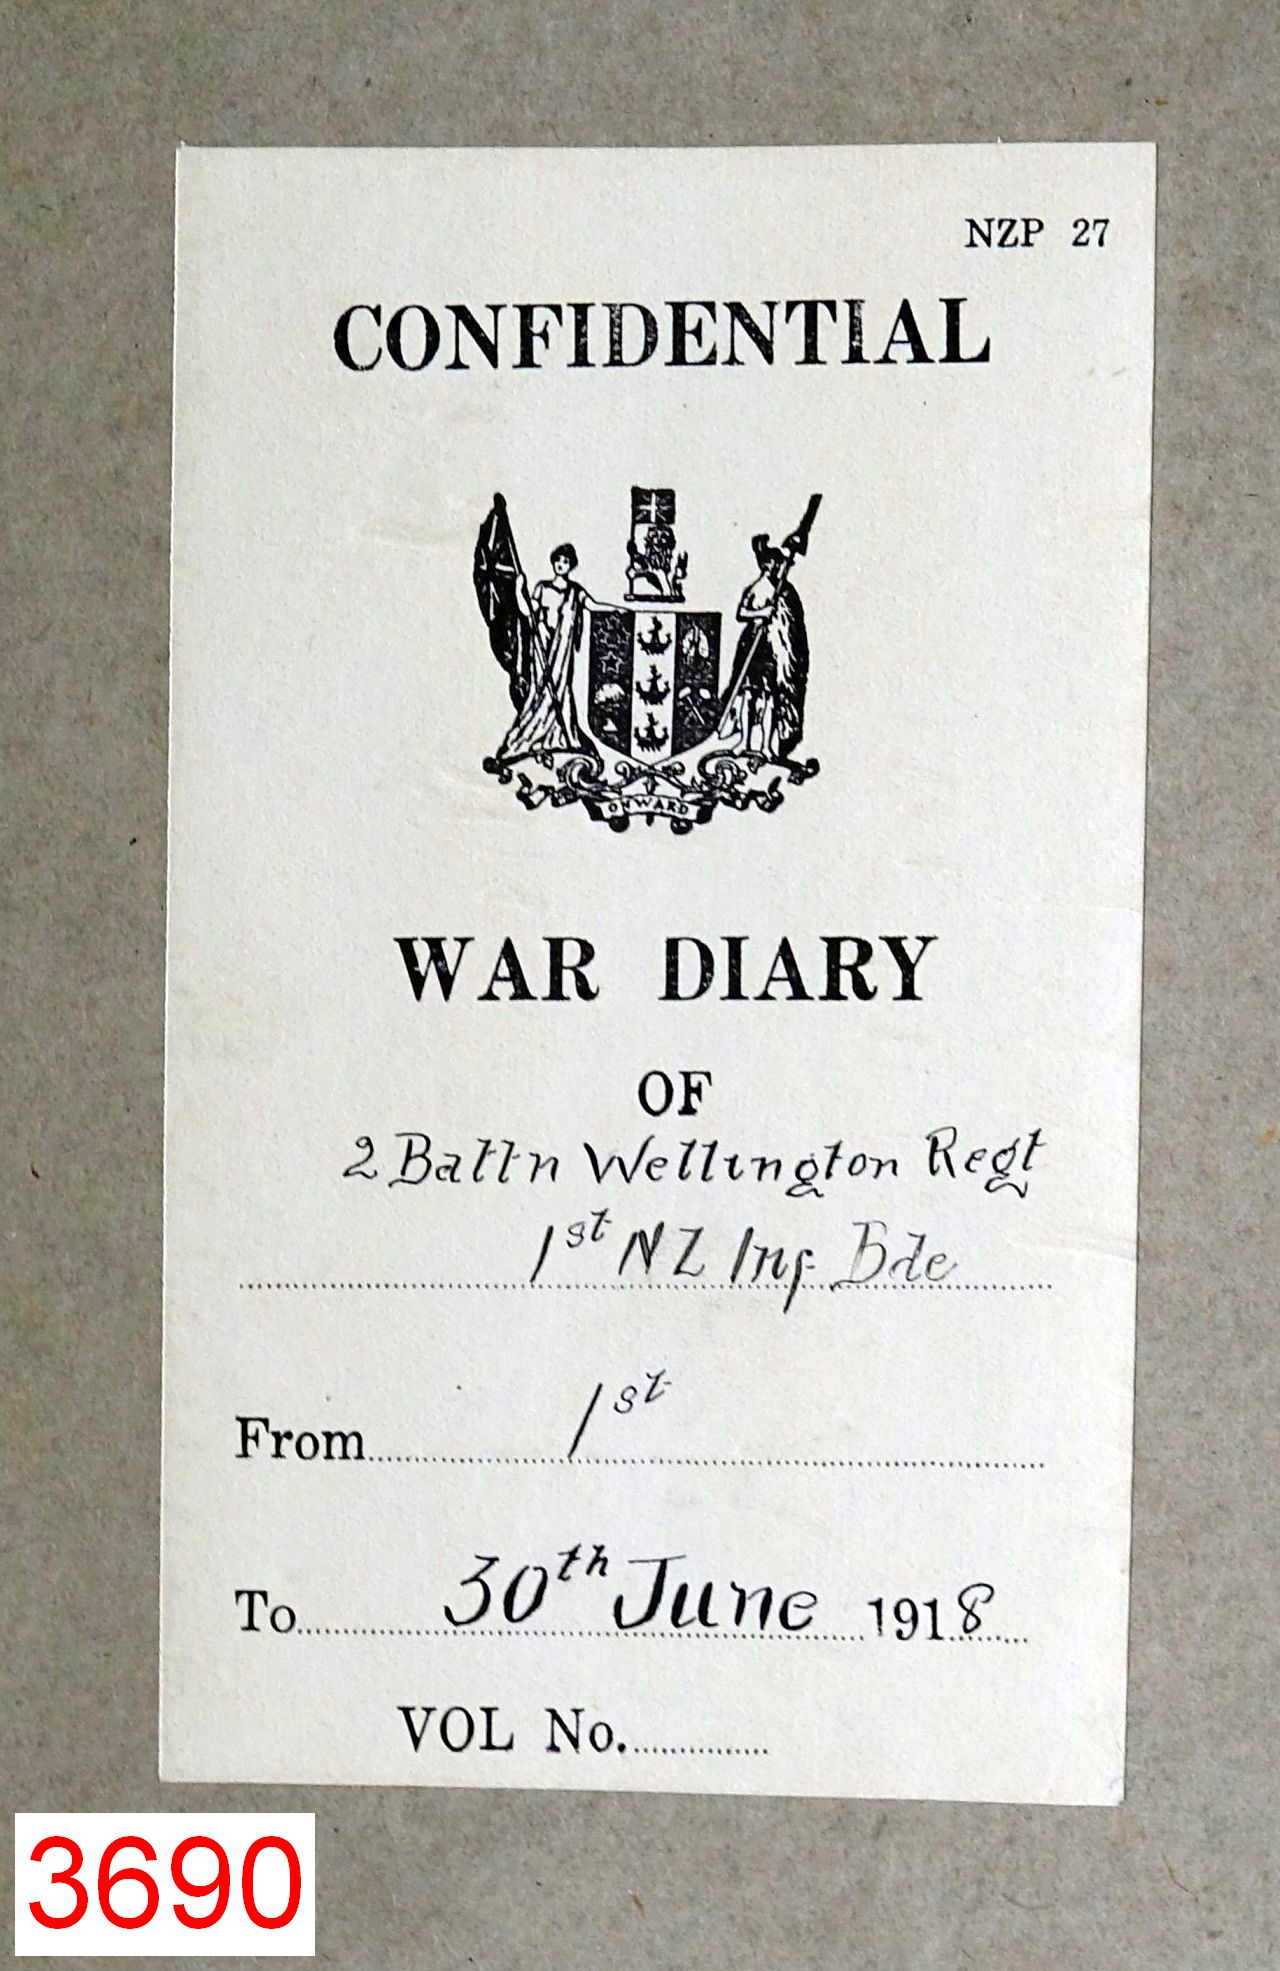 NZP 27
CONFIDENTIAL
ONWARD
WAR DIARY
OF
2 Battn Wellington Regt
1st NZ Inf Bde
From 1st
To 30th June 1918
VOL No.
3690